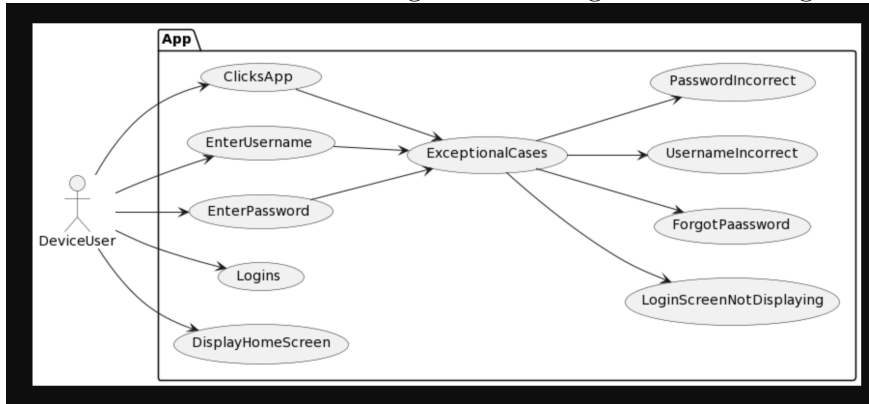 App
ClicksApp
PasswordIncorrect
EnterUsername
ExceptionalCases
UsernameIncorrect
EnterPassword
ForgotPaassword
DeviceUser
Logins
LoginScreenNotDisplaying
DisplayHomeScreen